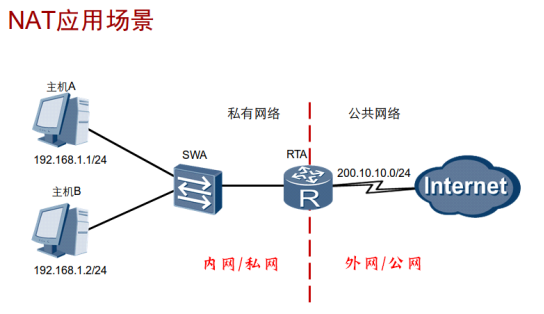 NAT应用场景
主机A
私有网络
公共网络
SWA
RTA
192.168.1.1/24
200.10.10.0/24
R
Internet
主机B
192.168.1.2/24
内网/私网
外网/公网